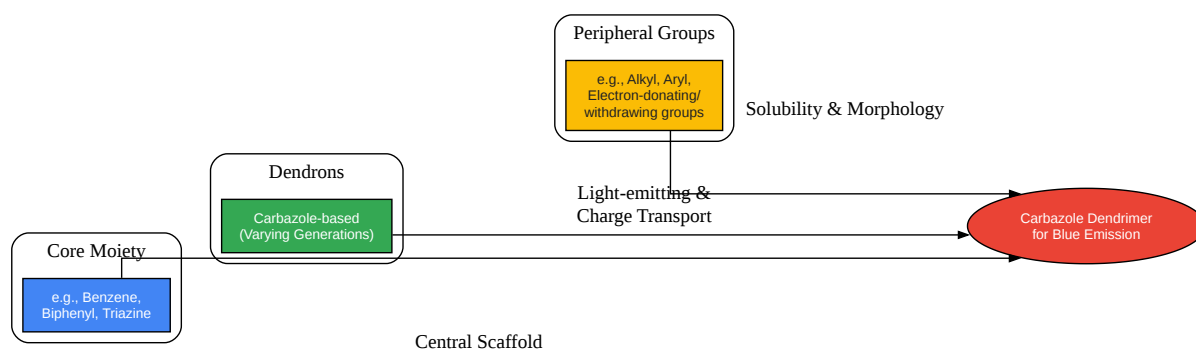 Peripheral Groups
e.g., Alkyl, Aryl,
Electron-donating/
withdrawing groups
Solubility & Morphology
Dendrons
Carbazole-based
(Varying Generations)
Light-emitting &
Charge Transport
Carbazole Dendrimer
for Blue Emission
Core Moiety
e.g., Benzene,
Biphenyl, Triazine
Central Scaffold